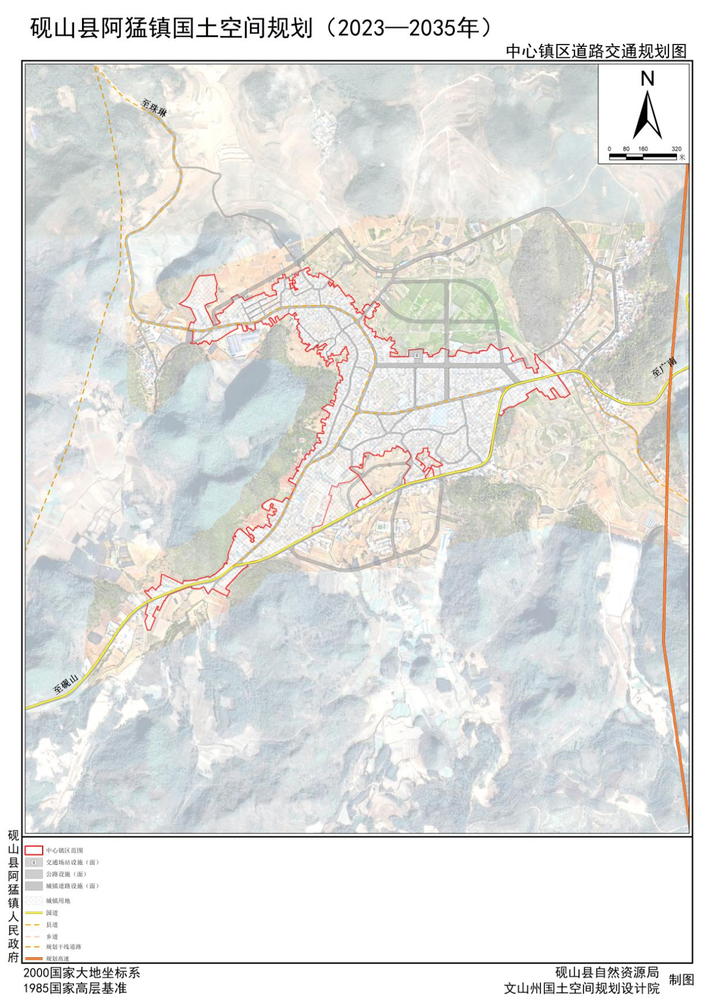 砚山县阿猛镇国土空间规划（2023—2035年）
中心镇区道路交通规划图
N
0 80 160 320
米
至珠琳
至广南
交
至砚山
砚山县阿猛镇人民政府
中心镇区范围
交 交通场站设施（面）
公路设施（面）
城镇道路设施（面）
城镇用地
国道
县道
乡道
规划干线道路
规划高速
2000国家大地坐标系
1985国家高层基准
砚山县自然资源局
文山州国土空间规划设计院
制图